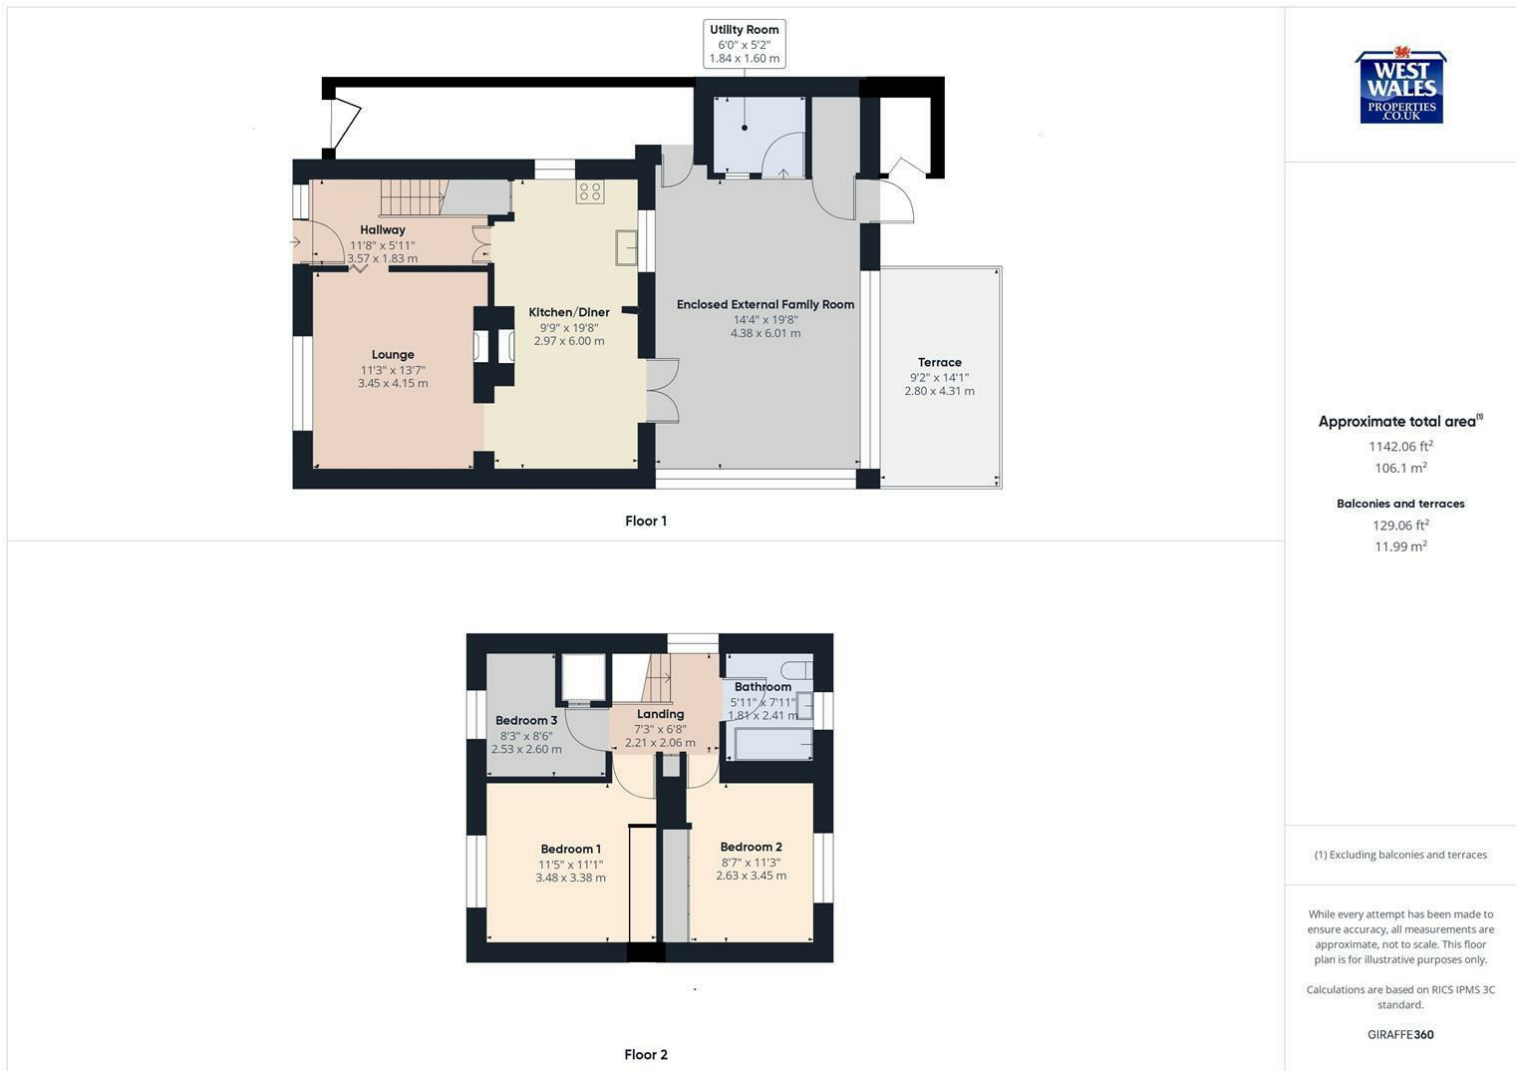 Utility Room
6'0" x 5'2"
1.84 x 1.60 m
Hallway
11'8" x 5'11"
3.57 x 1.83 m
Kitchen/Diner
9'9" x 19'8"
2.97 x 6.00 m
Enclosed External Family Room
14'4" x 19'8"
4.38 x 6.01 m
Lounge
11'3" x 13'7"
3.45 x 4.15 m
Terrace
9'2" x 14'1"
2.80 x 4.31 m
Floor 1
Bathroom
5'11" x 7'11"
1.81 x 2.41 m
Landing
7'3" x 6'8"
2.21 x 2.06 m
Bedroom 3
8'3" x 8'6"
2.53 x 2.60 m
Bedroom 1
11'5" x 11'1"
3.48 x 3.38 m
Bedroom 2
8'7" x 11'3"
2.63 x 3.45 m
Floor 2
WEST
WALES
PROPERTIES
.CO.UK
Approximate total area(1)
1142.06 ft²
106.1 m²
Balconies and terraces
129.06 ft²
11.99 m²
(1) Excluding balconies and terraces
While every attempt has been made to
ensure accuracy, all measurements are
approximate, not to scale. This floor
plan is for illustrative purposes only.
Calculations are based on RICS IPMS 3C
standard.
GIRAFFE360